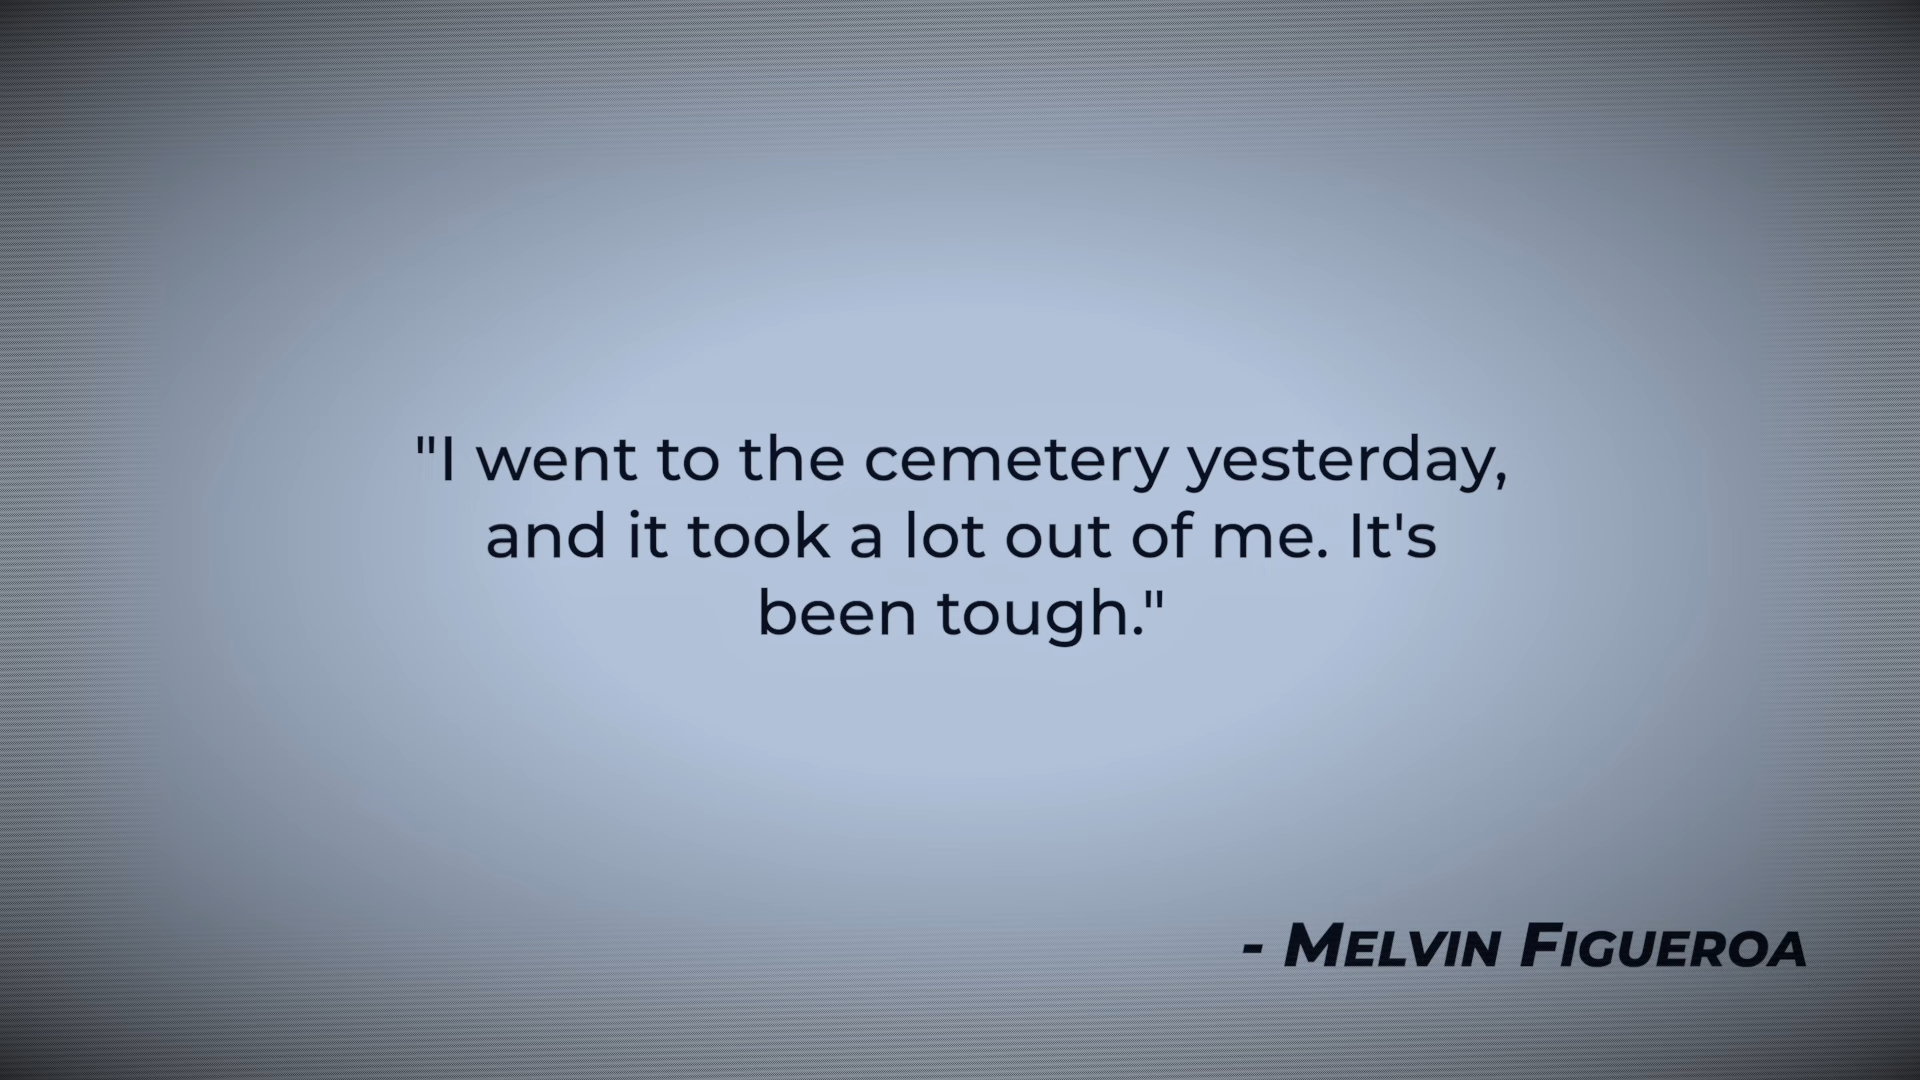 "I went to the cemetery yesterday,
and it took a lot out of me. It's
been tough."
- MELVIN FIGUEROA